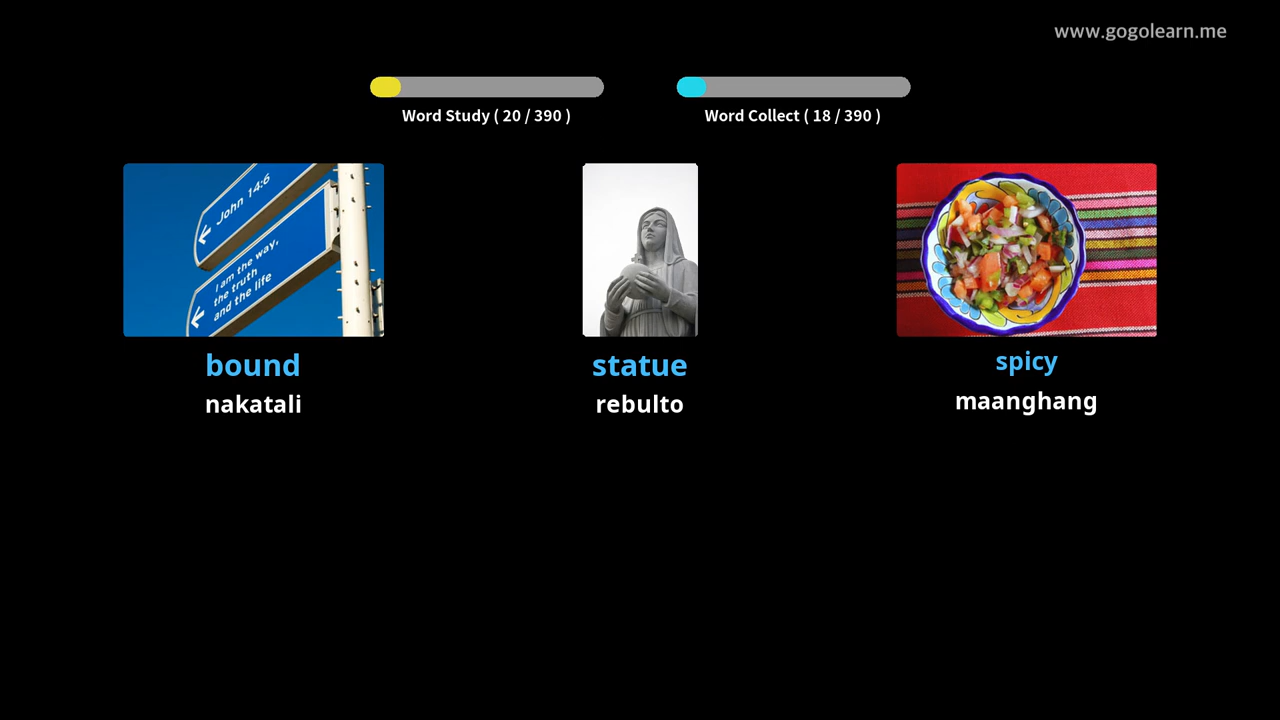 www.gogolearn.me
Word Study ( 20 / 390 )
Word Collect ( 18 / 390 )
John 14:6
I am the way,
the truth
and the life
bound
nakatali
statue
rebulto
spicy
maanghang